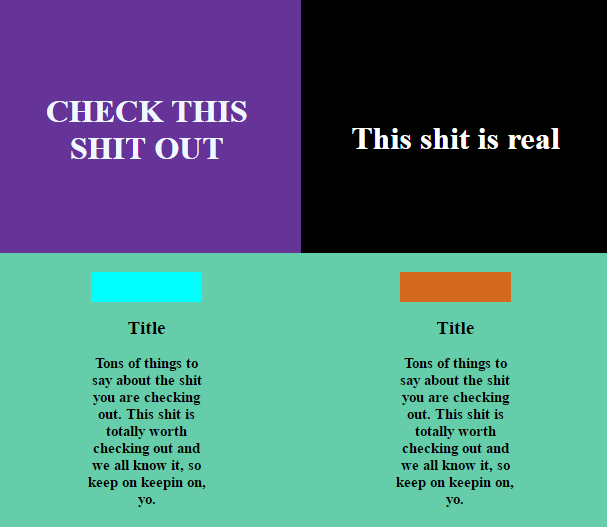 CHECK THIS
SHIT OUT
This shit is real
Title
Tons of things to
say about the shit
you are checking
out. This shit is
totally worth
checking out and
we all know it, so
keep on keepin on,
yo.
Title
Tons of things to
say about the shit
you are checking
out. This shit is
totally worth
checking out and
we all know it, so
keep on keepin on,
yo.